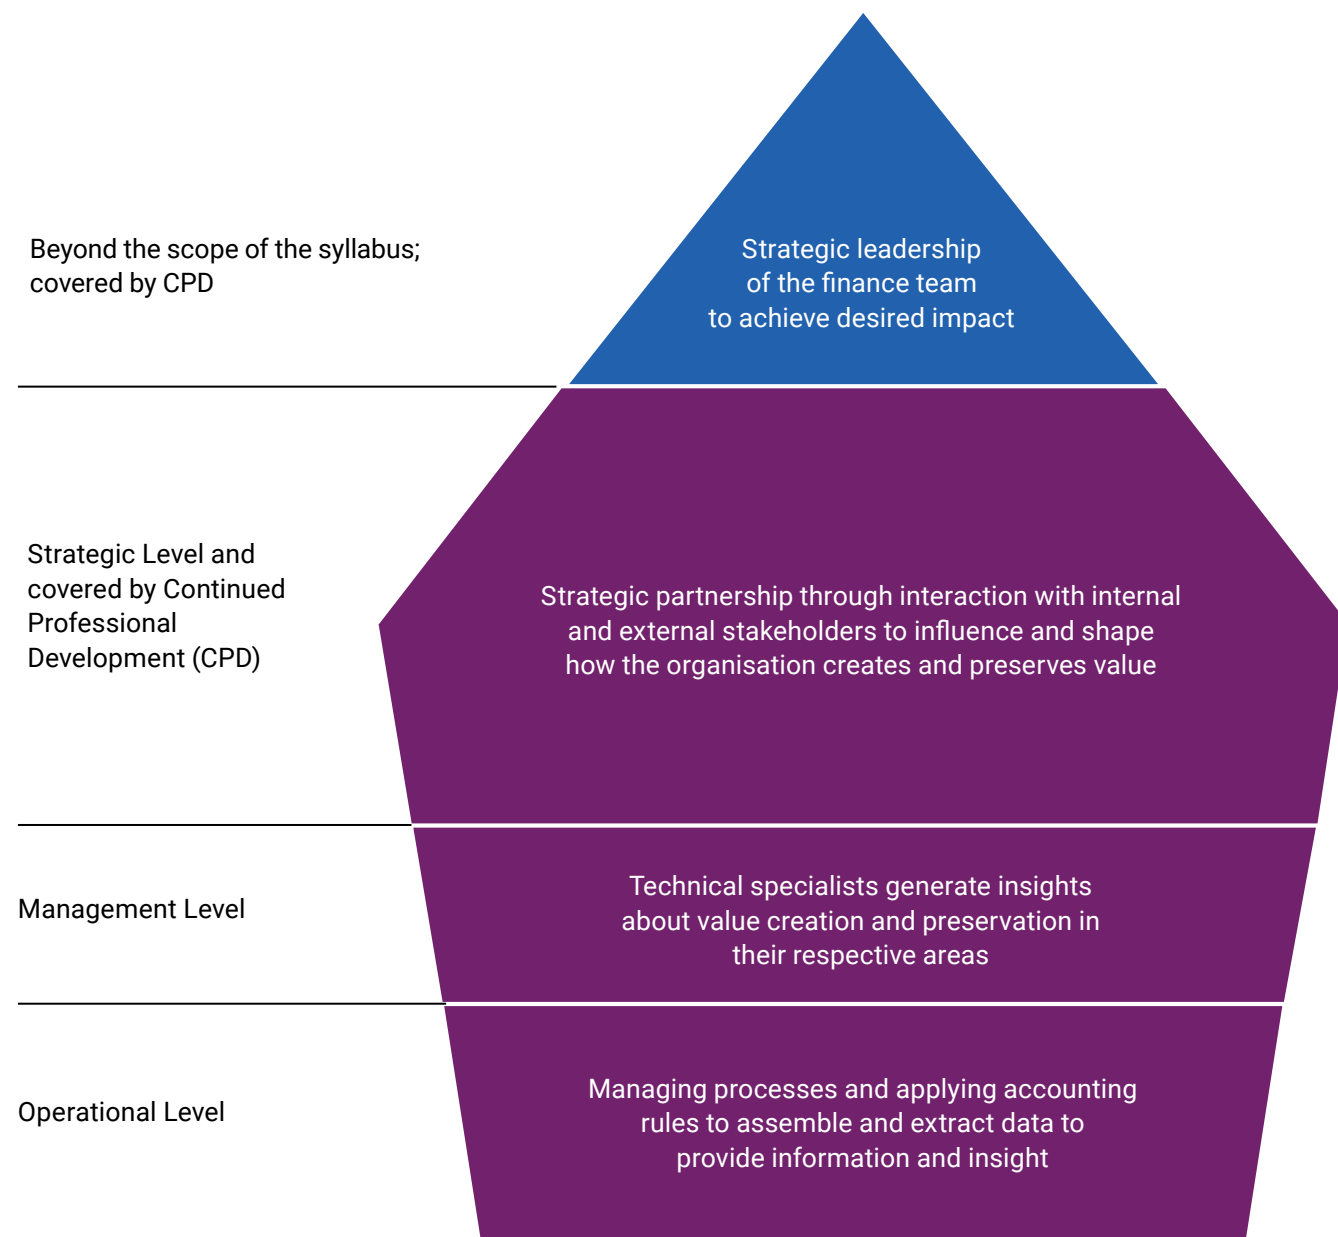 Beyond the scope of the syllabus;
covered by CPD
Strategic leadership
of the finance team
to achieve desired impact
Strategic Level and
covered by Continued
Professional
Development (CPD)
Strategic partnership through interaction with internal
and external stakeholders to influence and shape
how the organisation creates and preserves value
Management Level
Technical specialists generate insights
about value creation and preservation in
their respective areas
Operational Level
Managing processes and applying accounting
rules to assemble and extract data to
provide information and insight